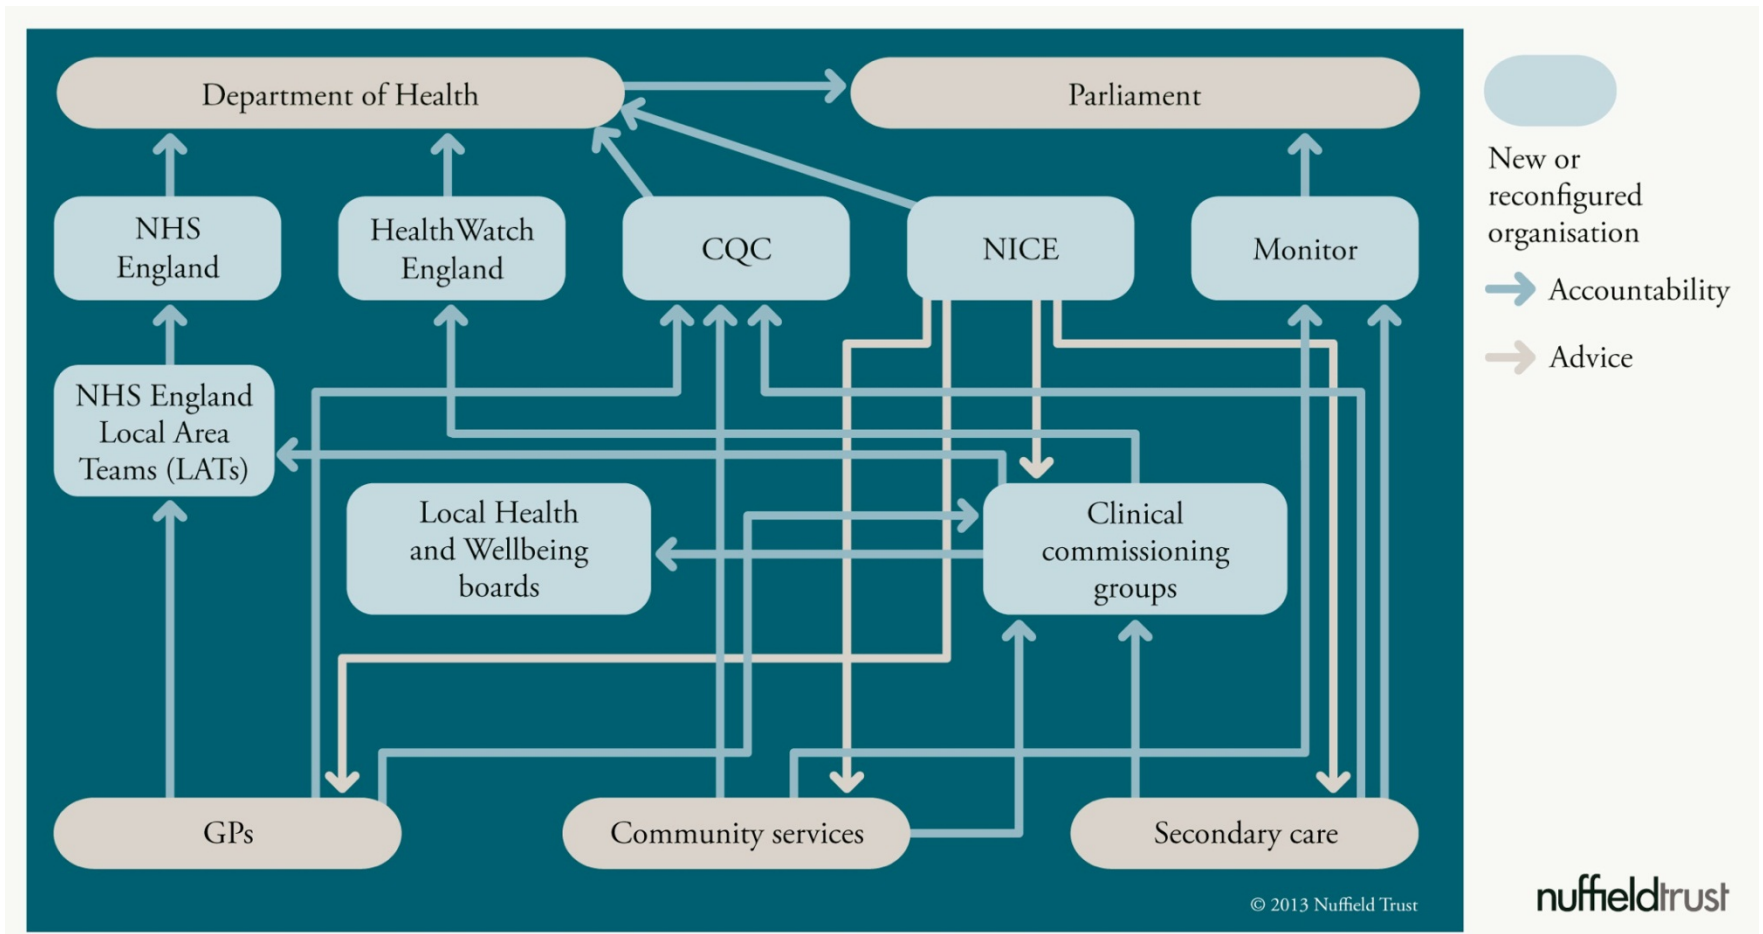 Department of Health
Parliament
New or
reconfigured
organisation
Accountability
Advice
NHS
England
HealthWatch
England
CQC
NICE
Monitor
NHS England
Local Area
Teams (LATs)
Local Health
and Wellbeing
boards
Clinical
commissioning
groups
GPs
Community services
Secondary care
© 2013 Nuffield Trust
nuffieldtrust